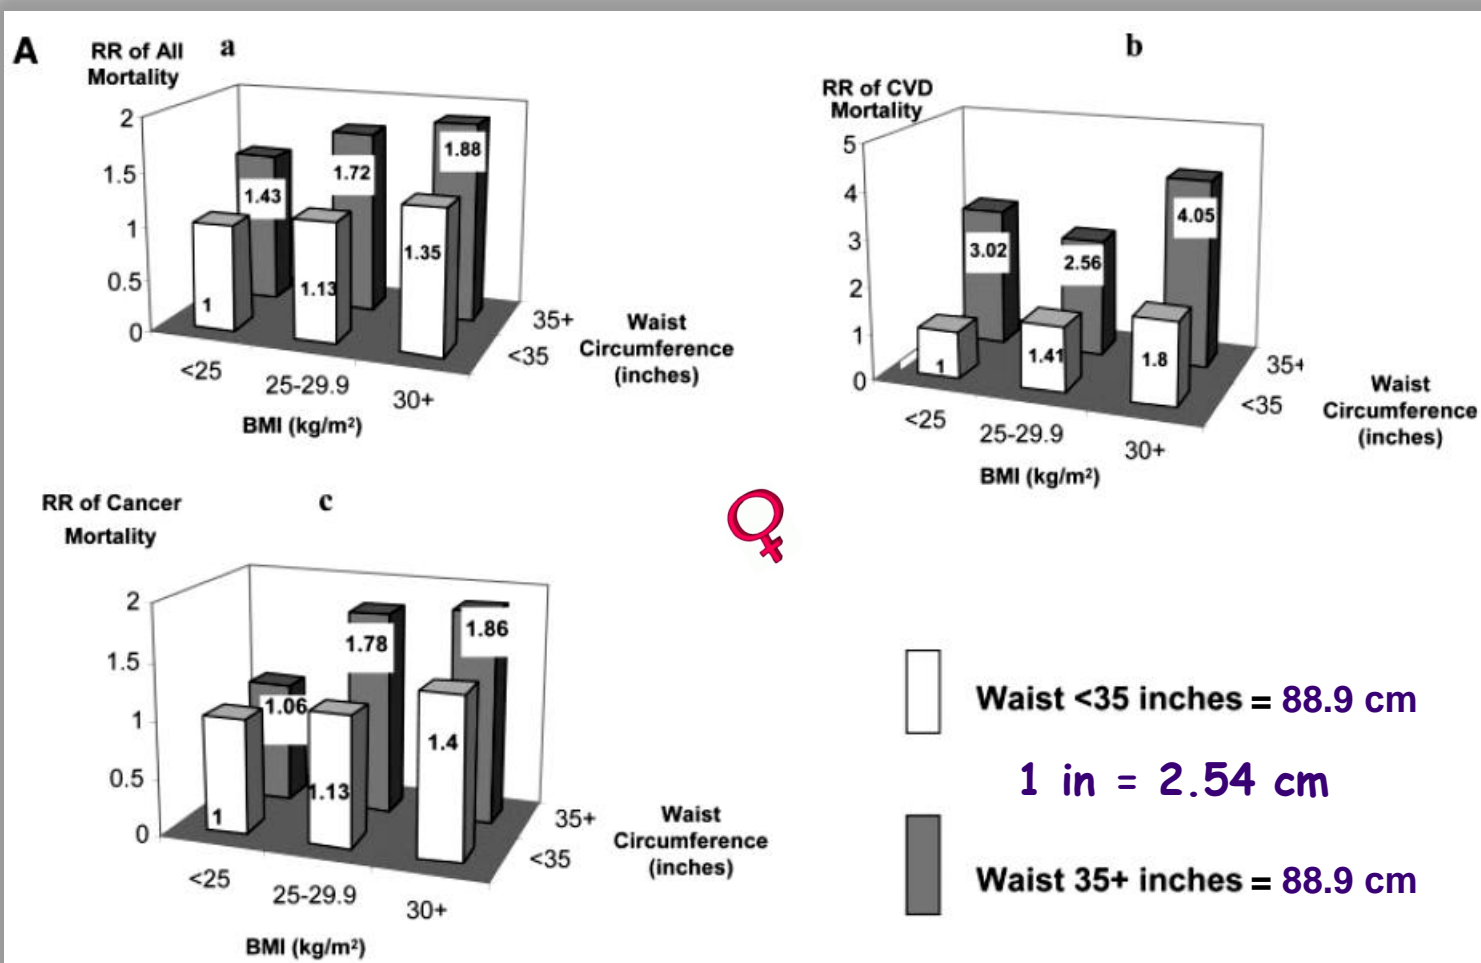 A
RR of All
Mortality
a
2
1.5
1
0.5
0
1
1.43
1.13
1.72
1.35
1.88
<25
25-29.9
30+
BMI (kg/m²)
35+
<35
Waist
Circumference
(inches)
b
RR of CVD
Mortality
5
4
3
2
1
0
1
3.02
1.41
2.56
1.8
4.05
<25
25-29.9
30+
BMI (kg/m²)
35+
<35
Waist
Circumference
(inches)
RR of Cancer
Mortality
c
2
1.5
1
0.5
0
1
1.06
1.13
1.78
1.4
1.86
<25
25-29.9
30+
BMI (kg/m²)
35+
<35
Waist
Circumference
(inches)
Waist <35 inches = 88.9 cm
1 in = 2.54 cm
Waist 35+ inches = 88.9 cm